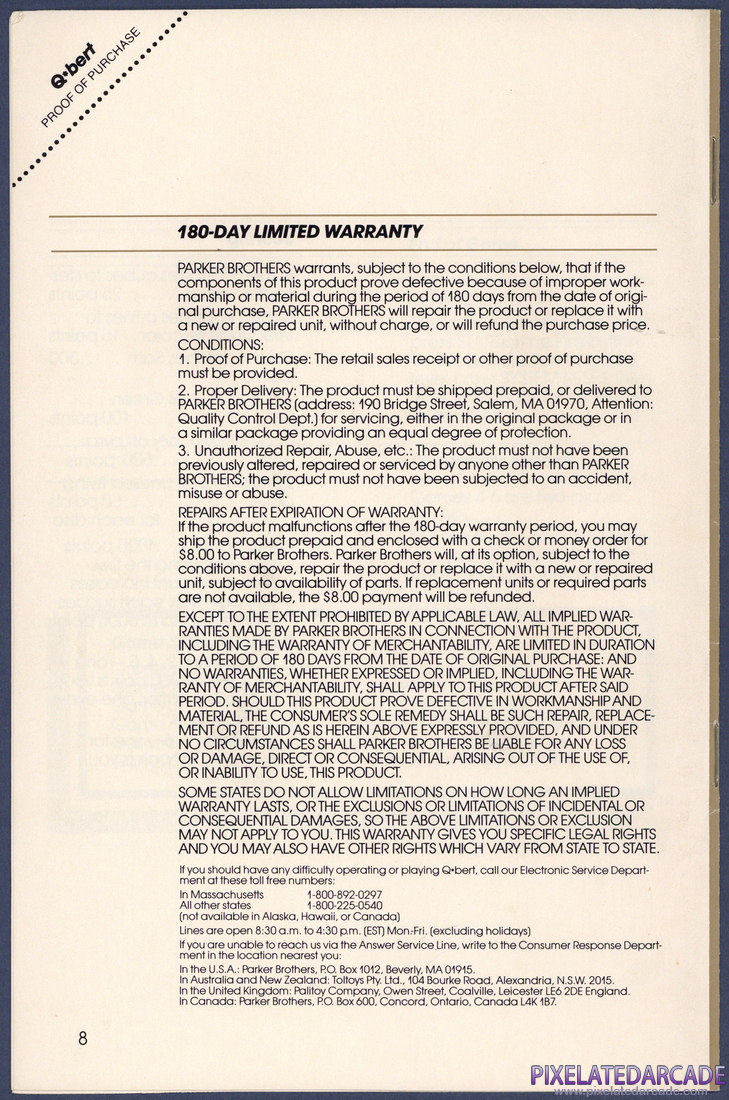 Q•bert
PROOF OF PURCHASE
180-DAY LIMITED WARRANTY
PARKER BROTHERS warrants, subject to the conditions below, that if the
components of this product prove defective because of improper work-
manship or material during the period of 180 days from the date of origi-
nal purchase, PARKER BROTHERS will repair the product or replace it with
a new or repaired unit, without charge, or will refund the purchase price.
CONDITIONS:
1. Proof of Purchase: The retail sales receipt or other proof of purchase
must be provided.
2. Proper Delivery: The product must be shipped prepaid, or delivered to
PARKER BROTHERS (address: 190 Bridge Street, Salem, MA 01970, Attention:
Quality Control Dept.) for servicing, either in the original package or in
a similar package providing an equal degree of protection.
3. Unauthorized Repair, Abuse, etc.: The product must not have been
previously altered, repaired or serviced by anyone other than PARKER
BROTHERS; the product must not have been subjected to an accident,
misuse or abuse.
REPAIRS AFTER EXPIRATION OF WARRANTY:
If the product malfunctions after the 180-day warranty period, you may
ship the product prepaid and enclosed with a check or money order for
$8.00 to Parker Brothers. Parker Brothers will, at its option, subject to the
conditions above, repair the product or replace it with a new or repaired
unit, subject to availability of parts. If replacement units or required parts
are not available, the $8.00 payment will be refunded.
EXCEPT TO THE EXTENT PROHIBITED BY APPLICABLE LAW, ALL IMPLIED WAR-
RANTIES MADE BY PARKER BROTHERS IN CONNECTION WITH THE PRODUCT,
INCLUDING THE WARRANTY OF MERCHANTABILITY, ARE LIMITED IN DURATION
TO A PERIOD OF 180 DAYS FROM THE DATE OF ORIGINAL PURCHASE: AND
NO WARRANTIES, WHETHER EXPRESSED OR IMPLIED, INCLUDING THE WAR-
RANTY OF MERCHANTABILITY, SHALL APPLY TO THIS PRODUCT AFTER SAID
PERIOD. SHOULD THIS PRODUCT PROVE DEFECTIVE IN WORKMANSHIP AND
MATERIAL, THE CONSUMER'S SOLE REMEDY SHALL BE SUCH REPAIR, REPLACE-
MENT OR REFUND AS IS HEREIN ABOVE EXPRESSLY PROVIDED, AND UNDER
NO CIRCUMSTANCES SHALL PARKER BROTHERS BE LIABLE FOR ANY LOSS
OR DAMAGE, DIRECT OR CONSEQUENTIAL, ARISING OUT OF THE USE OF,
OR INABILITY TO USE, THIS PRODUCT.
SOME STATES DO NOT ALLOW LIMITATIONS ON HOW LONG AN IMPLIED
WARRANTY LASTS, OR THE EXCLUSIONS OR LIMITATIONS OF INCIDENTAL OR
CONSEQUENTIAL DAMAGES, SO THE ABOVE LIMITATIONS OR EXCLUSION
MAY NOT APPLY TO YOU. THIS WARRANTY GIVES YOU SPECIFIC LEGAL RIGHTS
AND YOU MAY ALSO HAVE OTHER RIGHTS WHICH VARY FROM STATE TO STATE.
If you should have any difficulty operating or playing Q•bert, call our Electronic Service Depart-
ment at these toll free numbers:
In Massachusetts 1-800-892-0297
All other states 1-800-225-0540
(not available in Alaska, Hawaii, or Canada)
Lines are open 8:30 a.m. to 4:30 p.m. (EST) Mon.-Fri. (excluding holidays)
If you are unable to reach us via the Answer Service Line, write to the Consumer Response Depart-
ment in the location nearest you:
In the U.S.A.: Parker Brothers, P.O. Box 1012, Beverly, MA 01915.
In Australia and New Zealand: Toltoys Pty. Ltd., 104 Bourke Road, Alexandria, N.S.W. 2015.
In the United Kingdom: Palitoy Company, Owen Street, Coalville, Leicester LE6 2DE England.
In Canada: Parker Brothers, P.O. Box 600, Concord, Ontario, Canada L4K 1B7.
8
PIXELATEDARCADE
www.pixelatedarcade.com